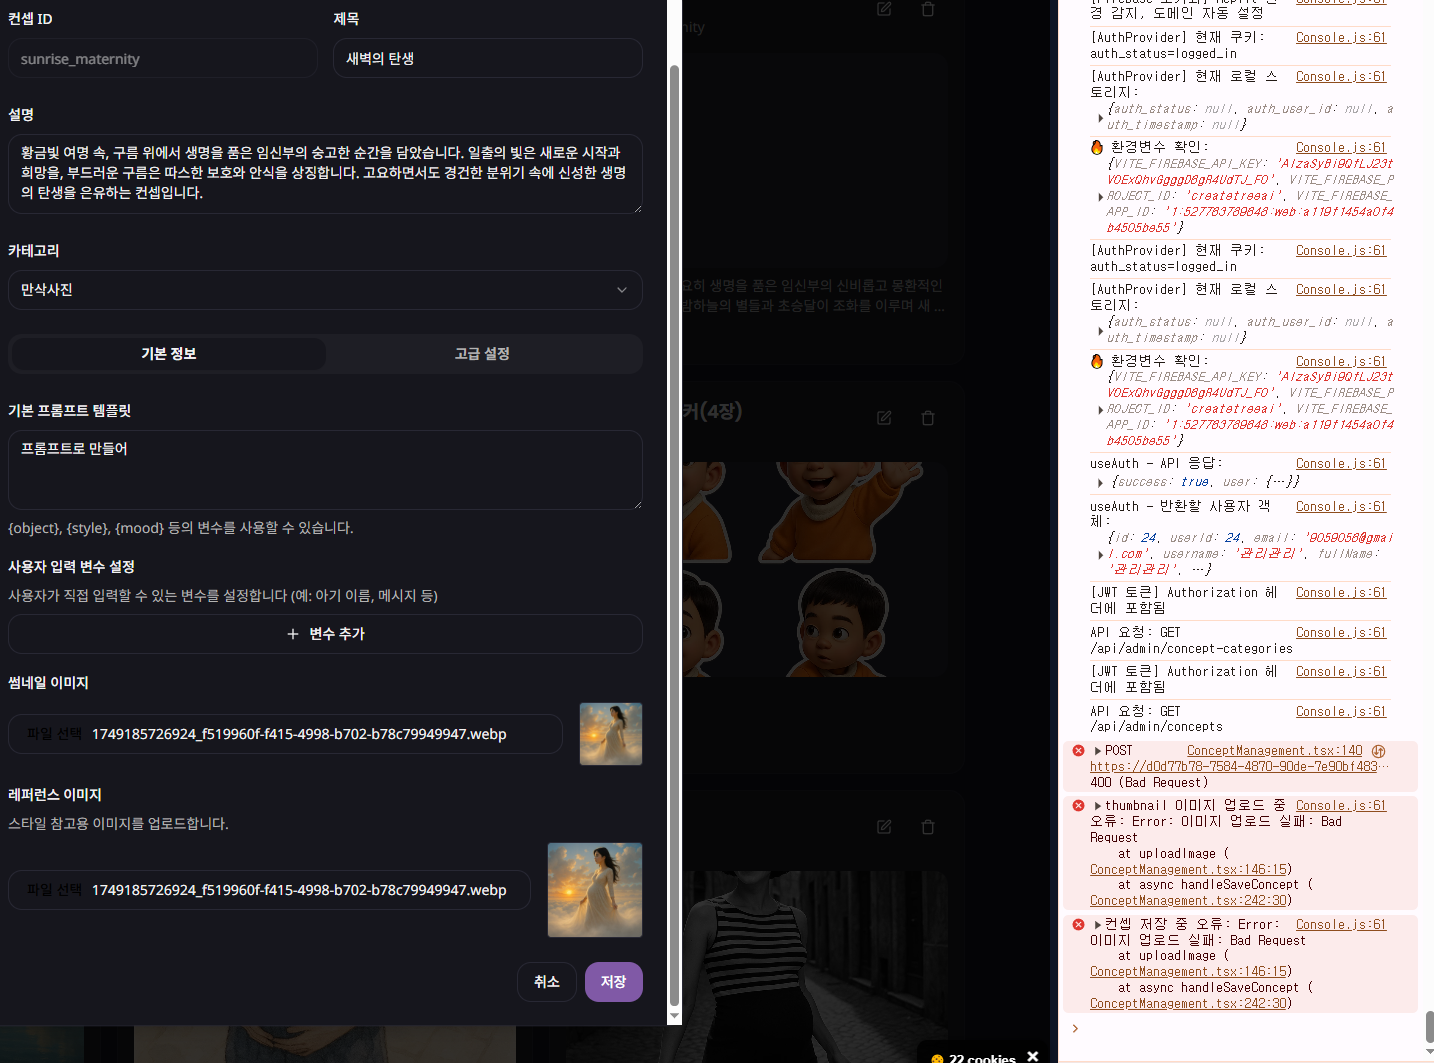 컨셉 ID
제목
sunrise_maternity
새벽의 탄생
설명
황금빛 여명 속, 구름 위에서 생명을 품은 임신부의 숭고한 순간을 담았습니다. 일출의 빛은 새로운 시작과
희망을, 부드러운 구름은 따스한 보호와 안식을 상징합니다. 고요하면서도 경건한 분위기 속에 신성한 생명
의 탄생을 은유하는 컨셉입니다.
카테고리
만삭사진
기본 정보
고급 설정
기본 프롬프트 템플릿
프롬프트로 만들어
{object}, {style}, {mood} 등의 변수를 사용할 수 있습니다.
사용자 입력 변수 설정
사용자가 직접 입력할 수 있는 변수를 설정합니다 (예: 아기 이름, 메시지 등)
+ 변수 추가
썸네일 이미지
파일 선택 1749185726924_f519960f-f415-4998-b702-b78c79949947.webp
레퍼런스 이미지
스타일 참고용 이미지를 업로드합니다.
파일 선택 1749185726924_f519960f-f415-4998-b702-b78c79949947.webp
취소
저장
nity
요히 생명을 품은 임신부의 신비롭고 몽환적인
밤하늘의 별들과 초승달이 조화를 이루며 새 ...
커(4장)
22 cookies
경 감지, 도메인 자동 설정
[AuthProvider] 현재 쿠키: Console.js:61
auth_status=logged_in
[AuthProvider] 현재 로컬 스 Console.js:61
토리지:
{auth_status: null, auth_user_id: null, a
uth_timestamp: null}
🔥 환경변수 확인: Console.js:61
{VITE_FIREBASE_API_KEY:
ROJECT_ID: 'createtreeai', VITE_FIREBASE_
APP_ID: '1:527763789648:web:a119f1454a0f4
b4505be55'}
[AuthProvider] 현재 쿠키: Console.js:61
auth_status=logged_in
[AuthProvider] 현재 로컬 스 Console.js:61
토리지:
{auth_status: null, auth_user_id: null, a
uth_timestamp: null}
🔥 환경변수 확인: Console.js:61
{VITE_FIREBASE_API_KEY:
ROJECT_ID: 'createtreeai', VITE_FIREBASE_
APP_ID: '1:527763789648:web:a119f1454a0f4
b4505be55'}
useAuth - API 응답: Console.js:61
{success: true, user: {…}}
useAuth - 반환할 사용자 객 Console.js:61
체:
{id: 24, userId: 24, email: '9059056@gmai
l.com', username: '관리관리', fullName:
'관리관리', …}
[JWT 토큰] Authorization 헤 Console.js:61
더에 포함됨
API 요청: GET Console.js:61
/api/admin/concept-categories
[JWT 토큰] Authorization 헤 Console.js:61
더에 포함됨
API 요청: GET Console.js:61
/api/admin/concepts
POST ConceptManagement.tsx:140
https://d0d77b78-7584-4870-90de-7e90bf483…
400 (Bad Request)
thumbnail 이미지 업로드 중 Console.js:61
오류: Error: 이미지 업로드 실패: Bad
Request
at uploadImage (
ConceptManagement.tsx:146:15)
at async handleSaveConcept (
ConceptManagement.tsx:242:30)
컨셉 저장 중 오류: Error: Console.js:61
이미지 업로드 실패: Bad Request
at uploadImage (
ConceptManagement.tsx:146:15)
at async handleSaveConcept (
ConceptManagement.tsx:242:30)